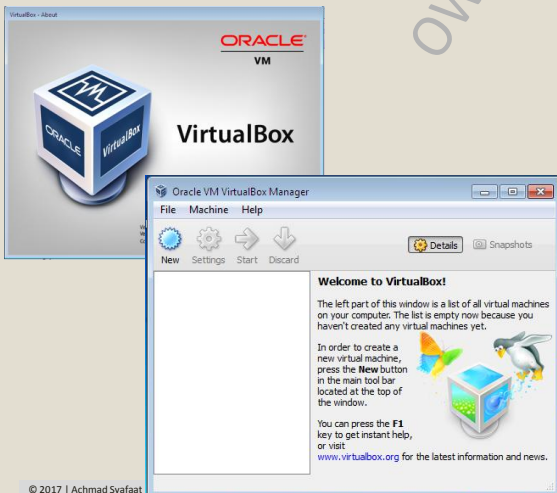 VirtualBox - About
ORACLE
VM
ORACLE
VirtualBox
VirtualBox
Oracle VM VirtualBox Manager
File Machine Help
New Settings Start Discard
Details Snapshots
Welcome to VirtualBox!
The left part of this window is a list of all virtual machines
on your computer. The list is empty now because you
haven't created any virtual machines yet.
In order to create a
new virtual machine,
press the New button
in the main tool bar
located at the top of
the window.
You can press the F1
key to get instant help,
or visit
www.virtualbox.org for the latest information and news.
© 2017 | Achmad Syafaat